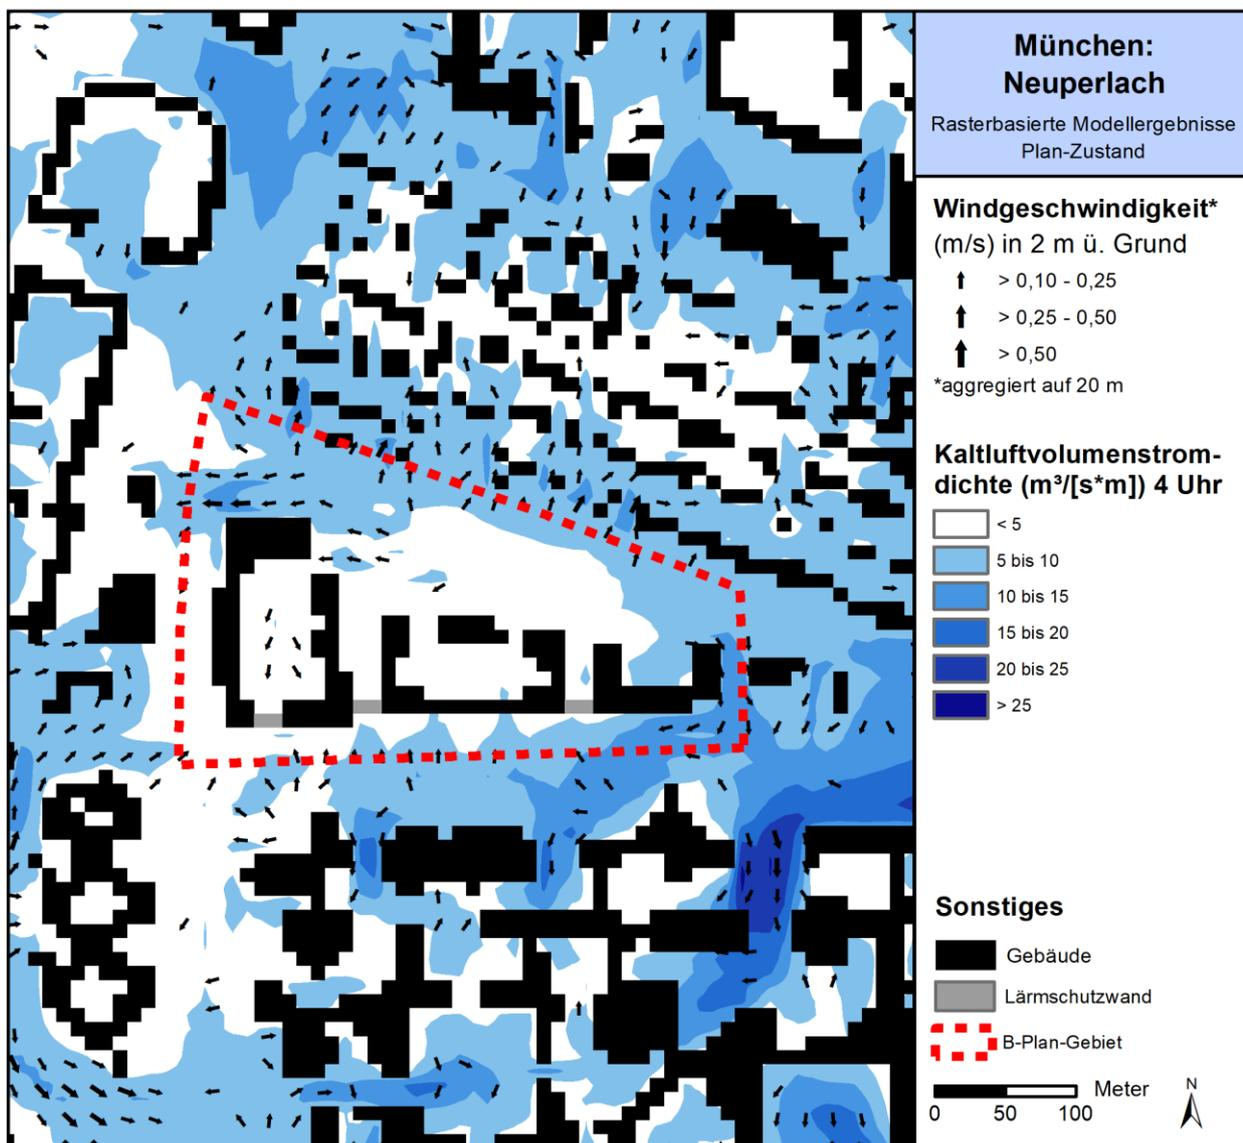 München:
Neuperlach
Rasterbasierte Modellergebnisse
Plan-Zustand
Windgeschwindigkeit*
(m/s) in 2 m ü. Grund
> 0,10 - 0,25
> 0,25 - 0,50
> 0,50
*aggregiert auf 20 m
Kaltluftvolumenstrom-
dichte (m³/[s*m]) 4 Uhr
< 5
5 bis 10
10 bis 15
15 bis 20
20 bis 25
> 25
Sonstiges
Gebäude
Lärmschutzwand
B-Plan-Gebiet
Meter
0 50 100
N